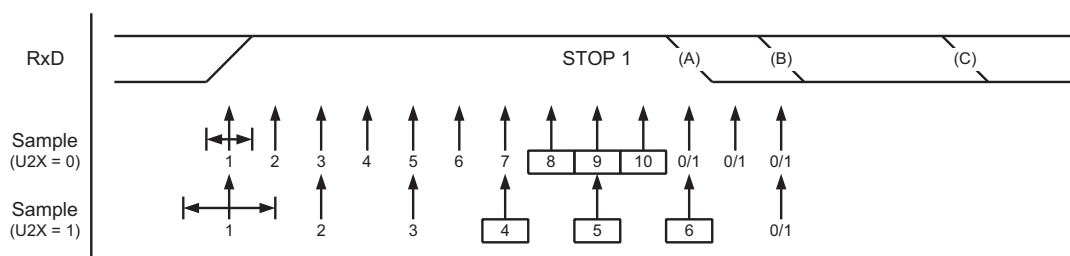 RxD STOP 1 (A) (B) (C)
Sample
(U2X = 0)
1 2 3 4 5 6 7 8 9 10 0/1 0/1 0/1
Sample
(U2X = 1)
1 2 3 4 5 6 0/1